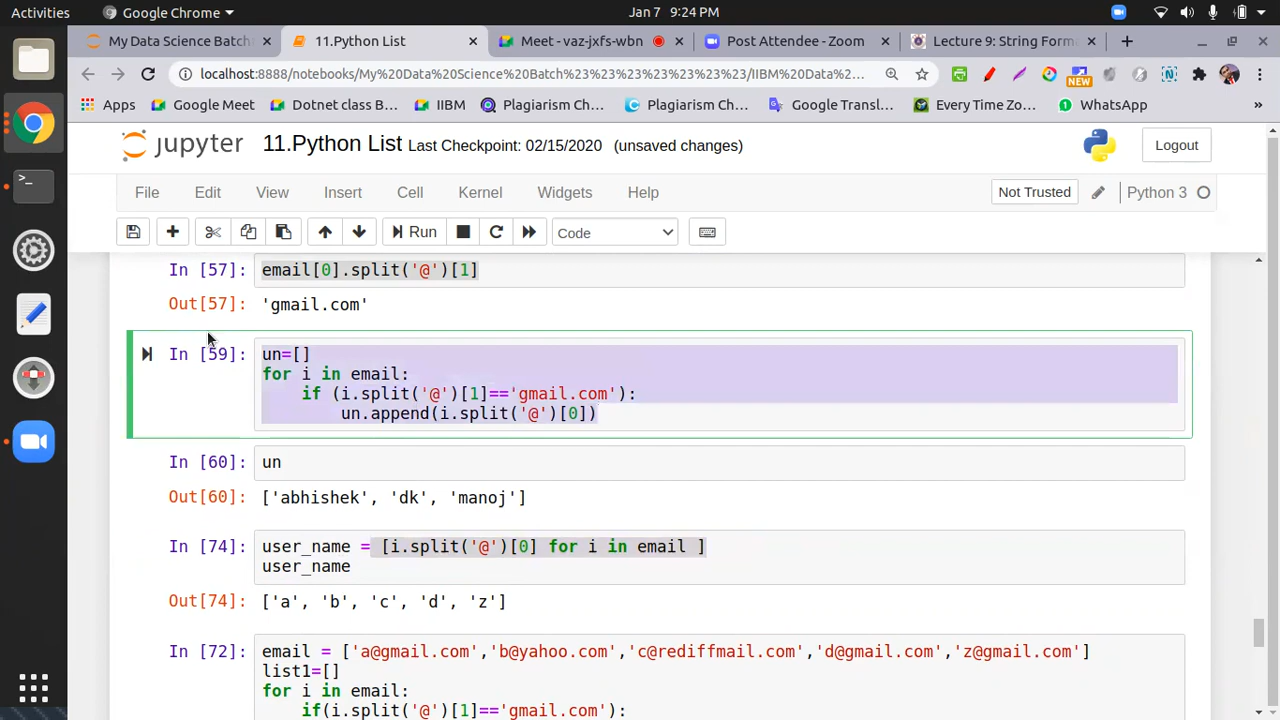 Activities
Google Chrome
Jan 7 9:24 PM
My Data Science Batch
11.Python List
Meet - vaz-jxfs-wbn
Post Attendee - Zoom
Lecture 9: String Form
localhost:8888/notebooks/My%20Data%20Science%20Batch%23%23%23%23%23%23%23/IIBM%20Data%2...
NEW
Apps
Google Meet
Dotnet class B...
IIBM
Plagiarism Ch...
Plagiarism Ch...
Google Transl...
Every Time Zo...
WhatsApp
»
jupyter
11.Python List Last Checkpoint: 02/15/2020 (unsaved changes)
Logout
File
Edit
View
Insert
Cell
Kernel
Widgets
Help
Not Trusted
Python 3
Run
Code
In [57]: email[0].split('@')[1]
Out[57]: 'gmail.com'
In [59]: un=[]
for i in email:
if (i.split('@')[1]=='gmail.com'):
un.append(i.split('@')[0])
In [60]: un
Out[60]: ['abhishek', 'dk', 'manoj']
In [74]: user_name = [i.split('@')[0] for i in email ]
user_name
Out[74]: ['a', 'b', 'c', 'd', 'z']
In [72]: email = ['a@gmail.com','b@yahoo.com','c@rediffmail.com','d@gmail.com','z@gmail.com']
list1=[]
for i in email:
if(i.split('@')[1]=='gmail.com'):